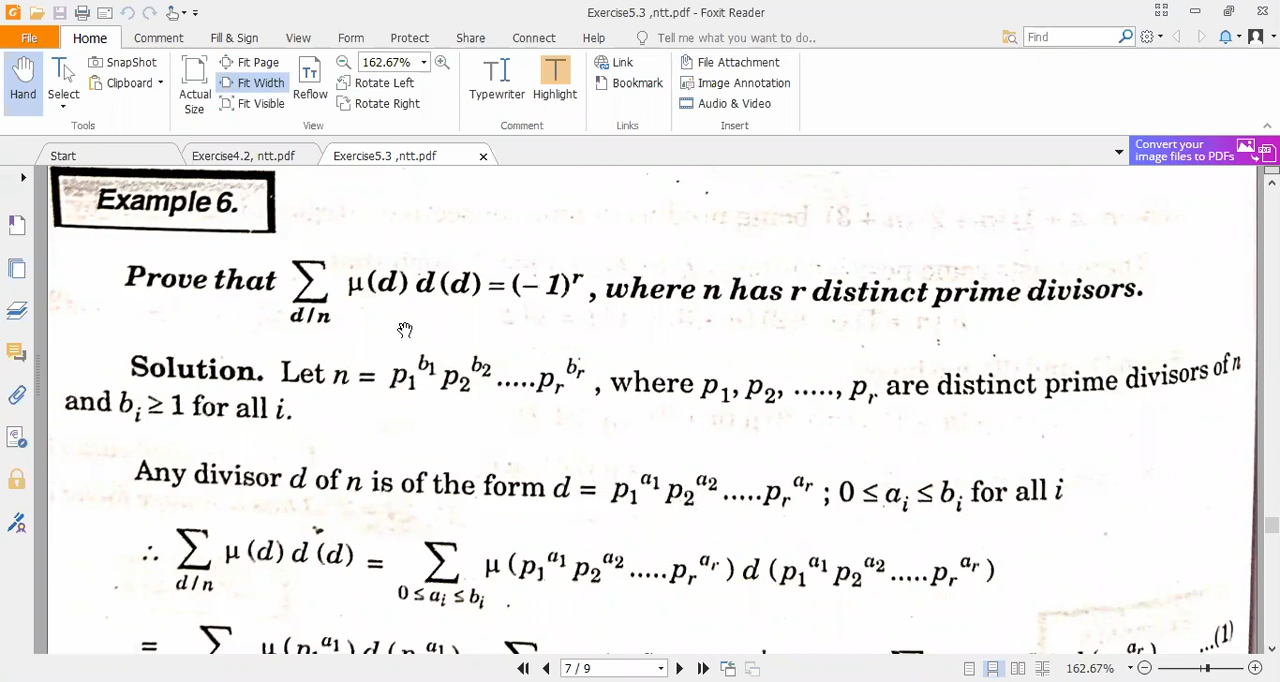 Exercise5.3 ,ntt.pdf - Foxit Reader
File Home Comment Fill & Sign View Form Protect Share Connect Help Tell me what you want to do.. Find
Hand Select SnapShot Clipboard Actual Size Fit Page Fit Width Fit Visible Reflow 162.67% Rotate Left Rotate Right Typewriter Highlight Link Bookmark File Attachment Image Annotation Audio & Video
Tools View Comment Links Insert
Start Exercise4.2, ntt.pdf Exercise5.3 ,ntt.pdf Convert your image files to PDFs
Example 6.
Prove that ∑_{d/n} μ(d) d(d) = (– 1)^r , where n has r distinct prime divisors.
Solution. Let n = p₁^{b₁} p₂^{b₂} ..... p_r^{b_r} , where p₁, p₂, ....., p_r are distinct prime divisors of n
and b_i ≥ 1 for all i.
Any divisor d of n is of the form d = p₁^{a₁} p₂^{a₂} ..... p_r^{a_r} ; 0 ≤ a_i ≤ b_i for all i
∴ ∑_{d/n} μ (d) d (d) = ∑_{0 ≤ a_i ≤ b_i} μ (p₁^{a₁} p₂^{a₂} ..... p_r^{a_r} ) d (p₁^{a₁} p₂^{a₂} ..... p_r^{a_r} )
...(1)
7 / 9 162.67%